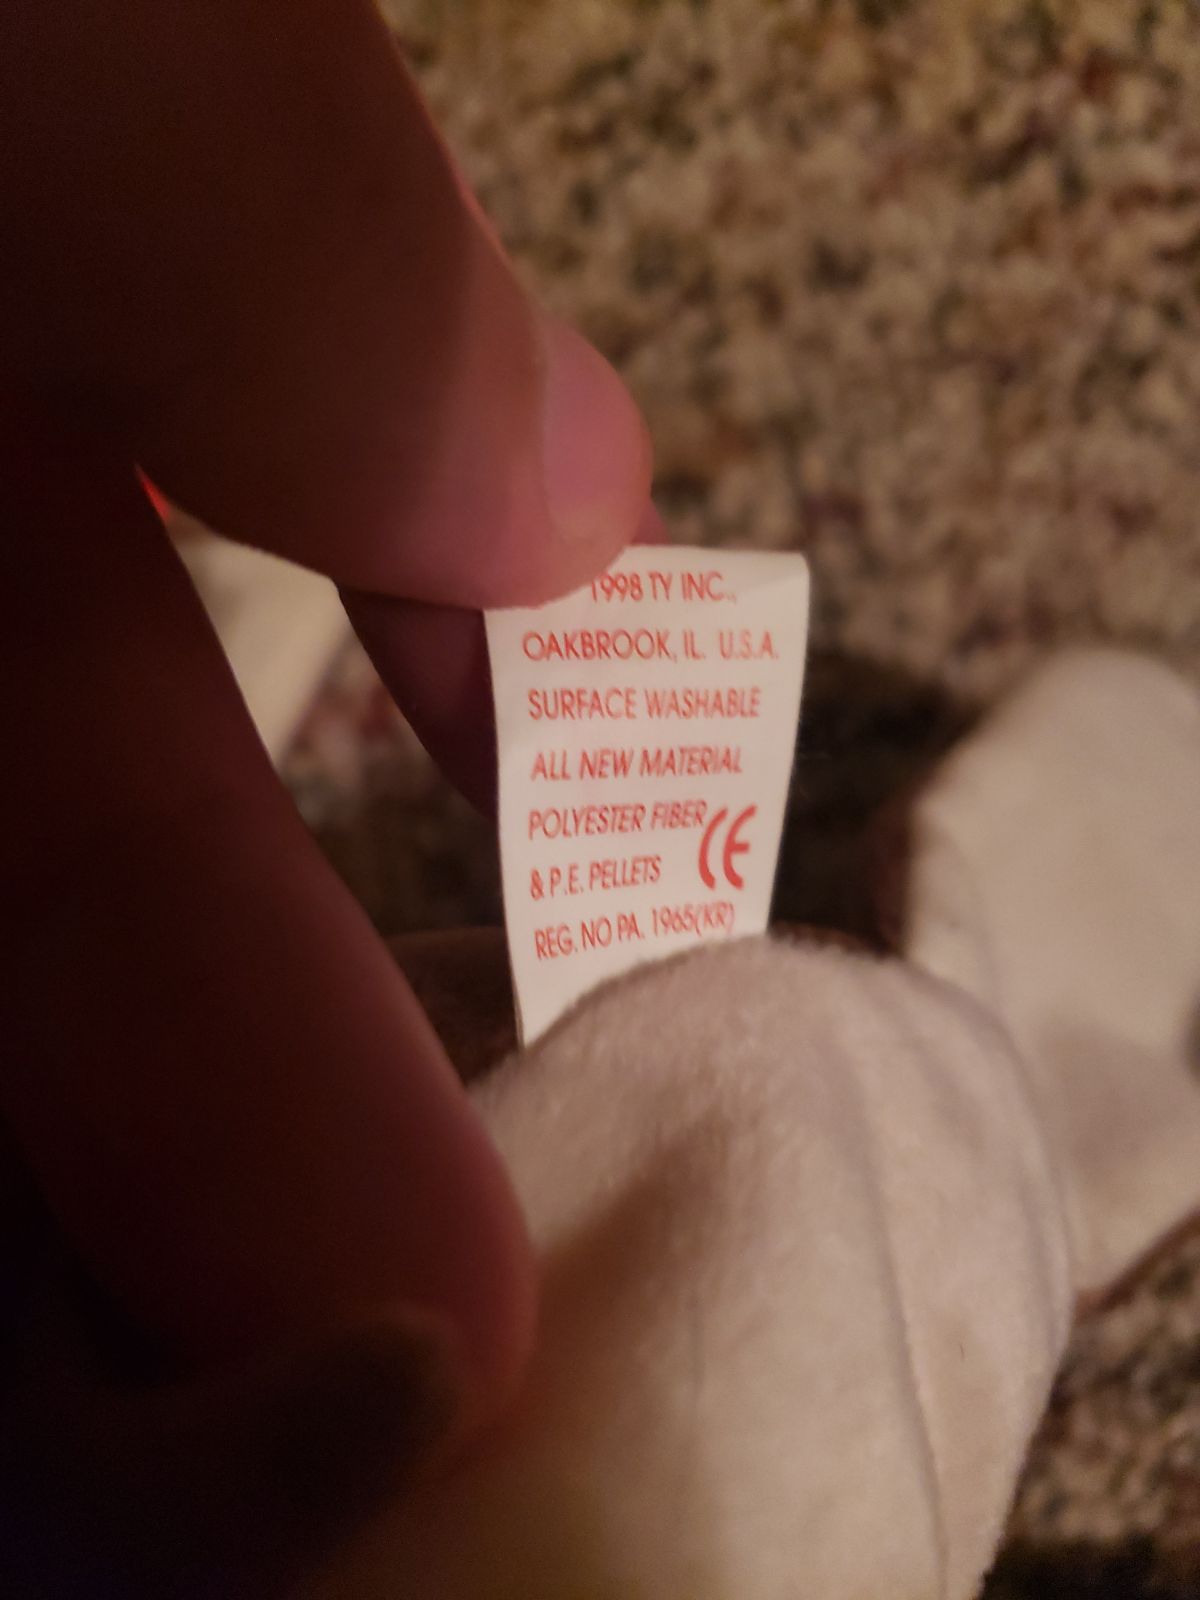 1998 TY INC.,
OAKBROOK, IL. U.S.A.
SURFACE WASHABLE
ALL NEW MATERIAL
POLYESTER FIBER
& P.E. PELLETS CE
REG. NO PA. 1965(KR)